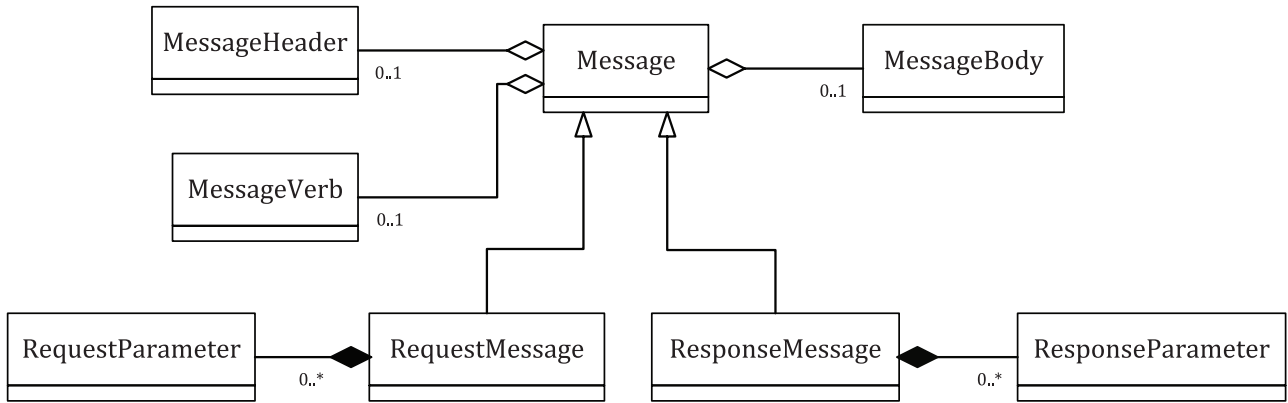 MessageHeader
0..1
Message
0..1
MessageBody
MessageVerb
0..1
RequestParameter
0..*
RequestMessage
ResponseMessage
0..*
ResponseParameter